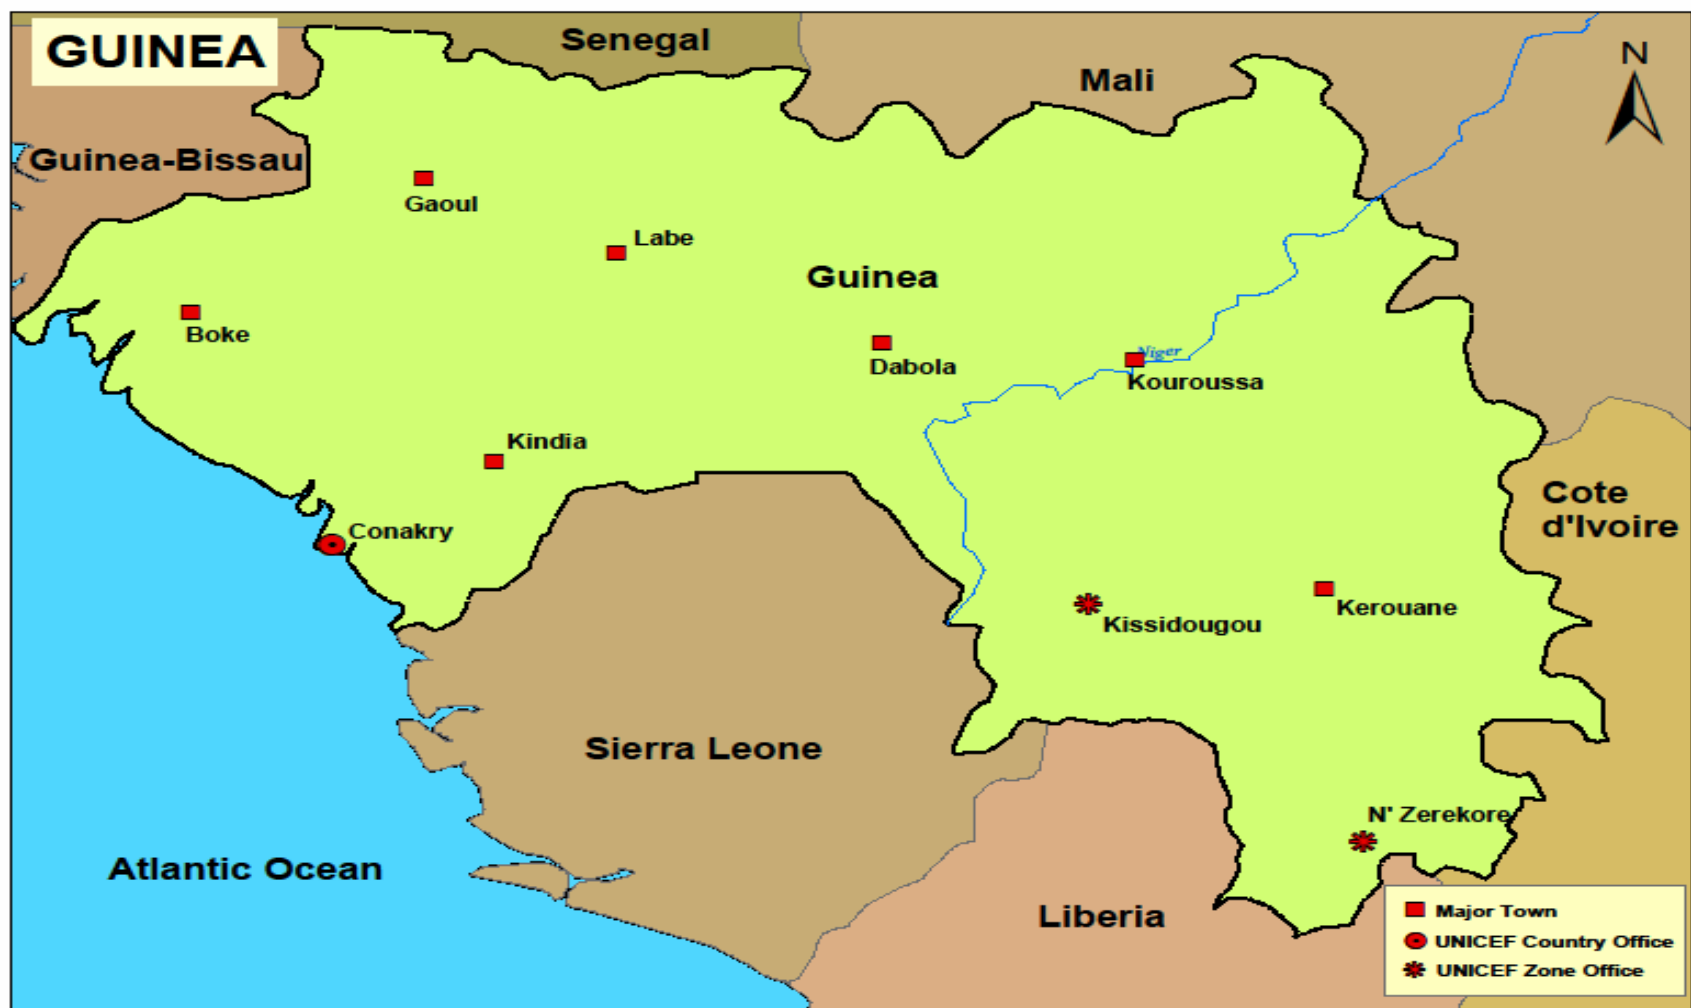 GUINEA
Senegal
Mali
N
Guinea-Bissau
Gaoul
Labe
Guinea
Boke
Dabola
Niger
Kouroussa
Kindia
Conakry
Cote
d'Ivoire
Kissidougou
Kerouane
Sierra Leone
N' Zerekore
Atlantic Ocean
Liberia
Major Town
UNICEF Country Office
UNICEF Zone Office